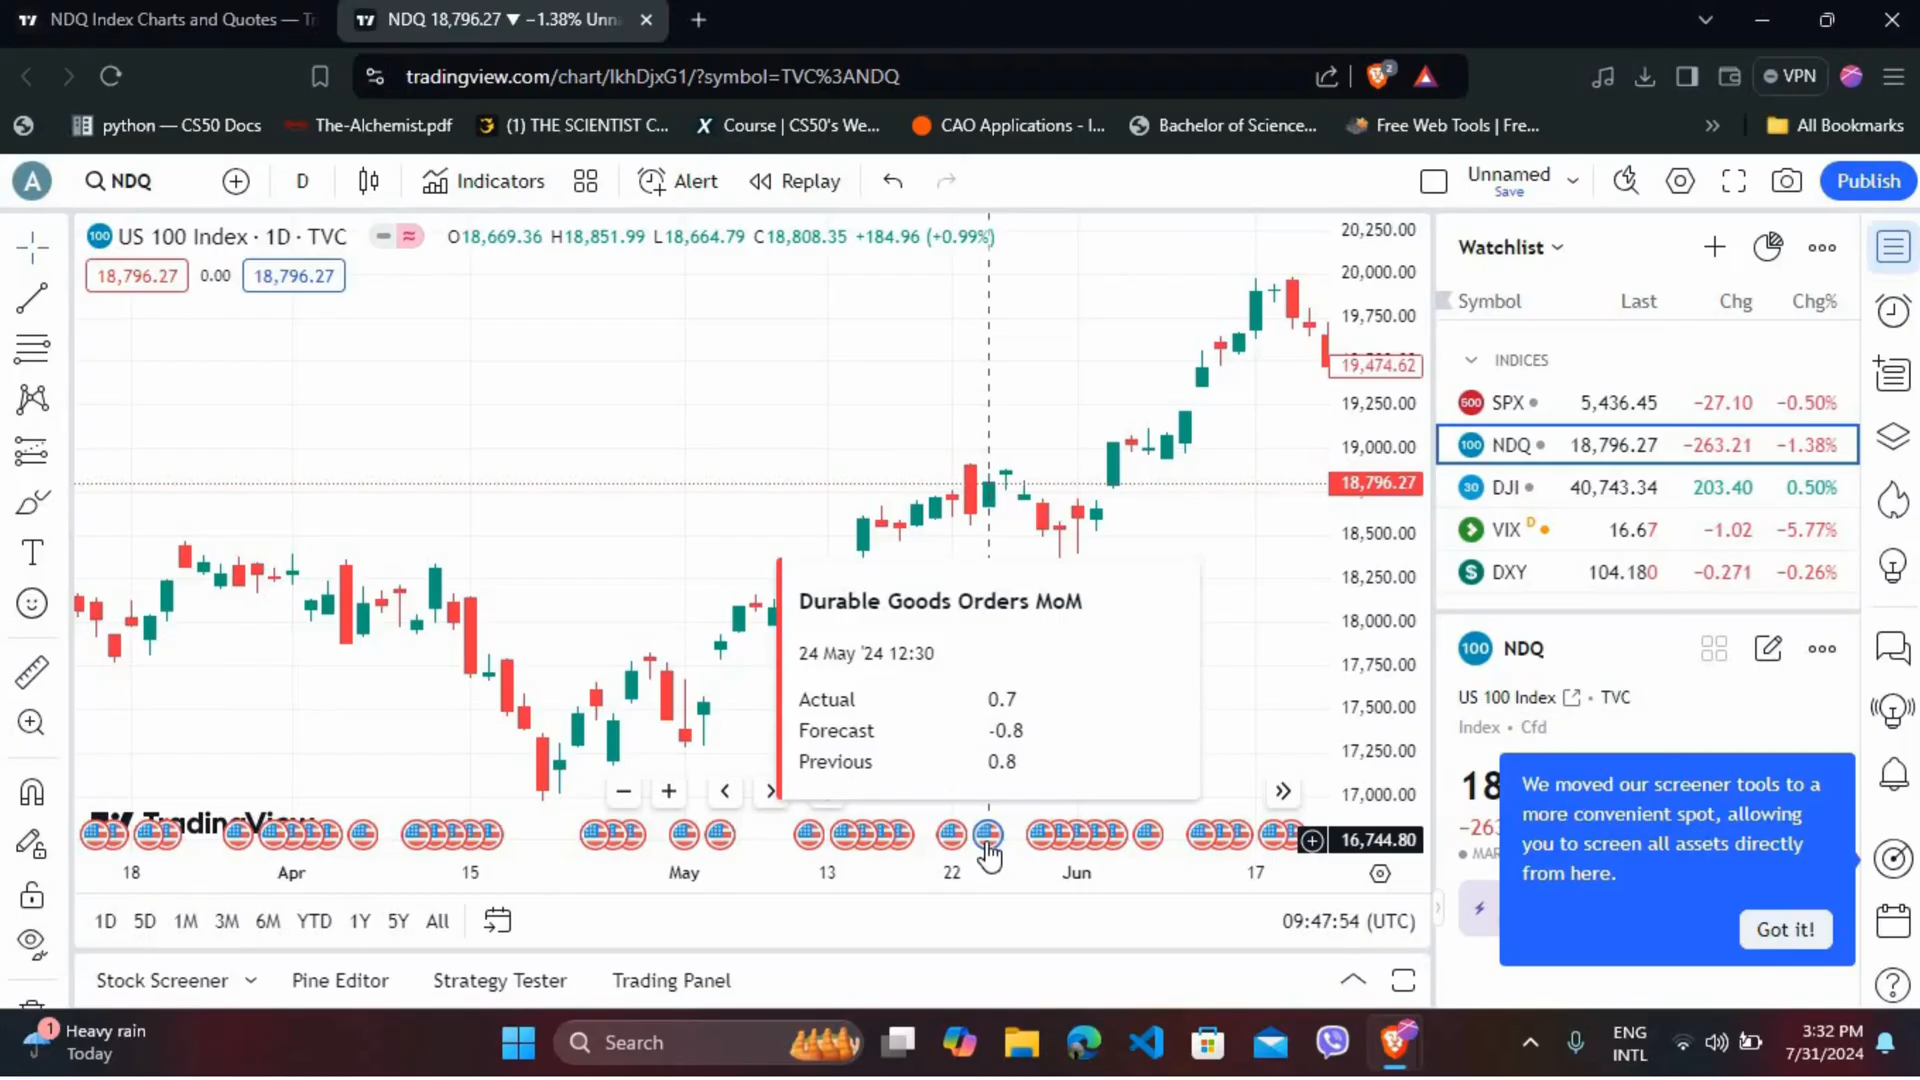 NDQ Index Charts and Quotes — Tr
NDQ 18,796.27 ▼ −1.38% Unn
tradingview.com/chart/IkhDjxG1/?symbol=TVC%3ANDQ
2
VPN
python — CS50 Docs
The-Alchemist.pdf
(1) THE SCIENTIST C...
Course | CS50's We...
CAO Applications - I...
Bachelor of Science...
Free Web Tools | Fre...
All Bookmarks
A
NDQ
D
Indicators
Alert
Replay
Unnamed
Save
Publish
100 US 100 Index · 1D · TVC
O18,669.36 H18,851.99 L18,664.79 C18,808.35 +184.96 (+0.99%)
18,796.27 0.00 18,796.27
20,250.00
20,000.00
19,750.00
19,474.62
19,250.00
19,000.00
18,796.27
18,500.00
18,250.00
18,000.00
17,750.00
17,500.00
17,250.00
17,000.00
16,744.80
Durable Goods Orders MoM
24 May '24 12:30
Actual 0.7
Forecast -0.8
Previous 0.8
TradingView
18 Apr 15 May 13 22 Jun 17
1D 5D 1M 3M 6M YTD 1Y 5Y All
09:47:54 (UTC)
Stock Screener
Pine Editor
Strategy Tester
Trading Panel
Watchlist
Symbol Last Chg Chg%
INDICES
500 SPX 5,436.45 −27.10 −0.50%
100 NDQ 18,796.27 −263.21 −1.38%
30 DJI 40,743.34 203.40 0.50%
VIX D 16.67 −1.02 −5.77%
S DXY 104.180 −0.271 −0.26%
100 NDQ
US 100 Index · TVC
Index · Cfd
18
−263
MAR
We moved our screener tools to a
more convenient spot, allowing
you to screen all assets directly
from here.
Got it!
1
Heavy rain
Today
Search
ENG
INTL
3:32 PM
7/31/2024